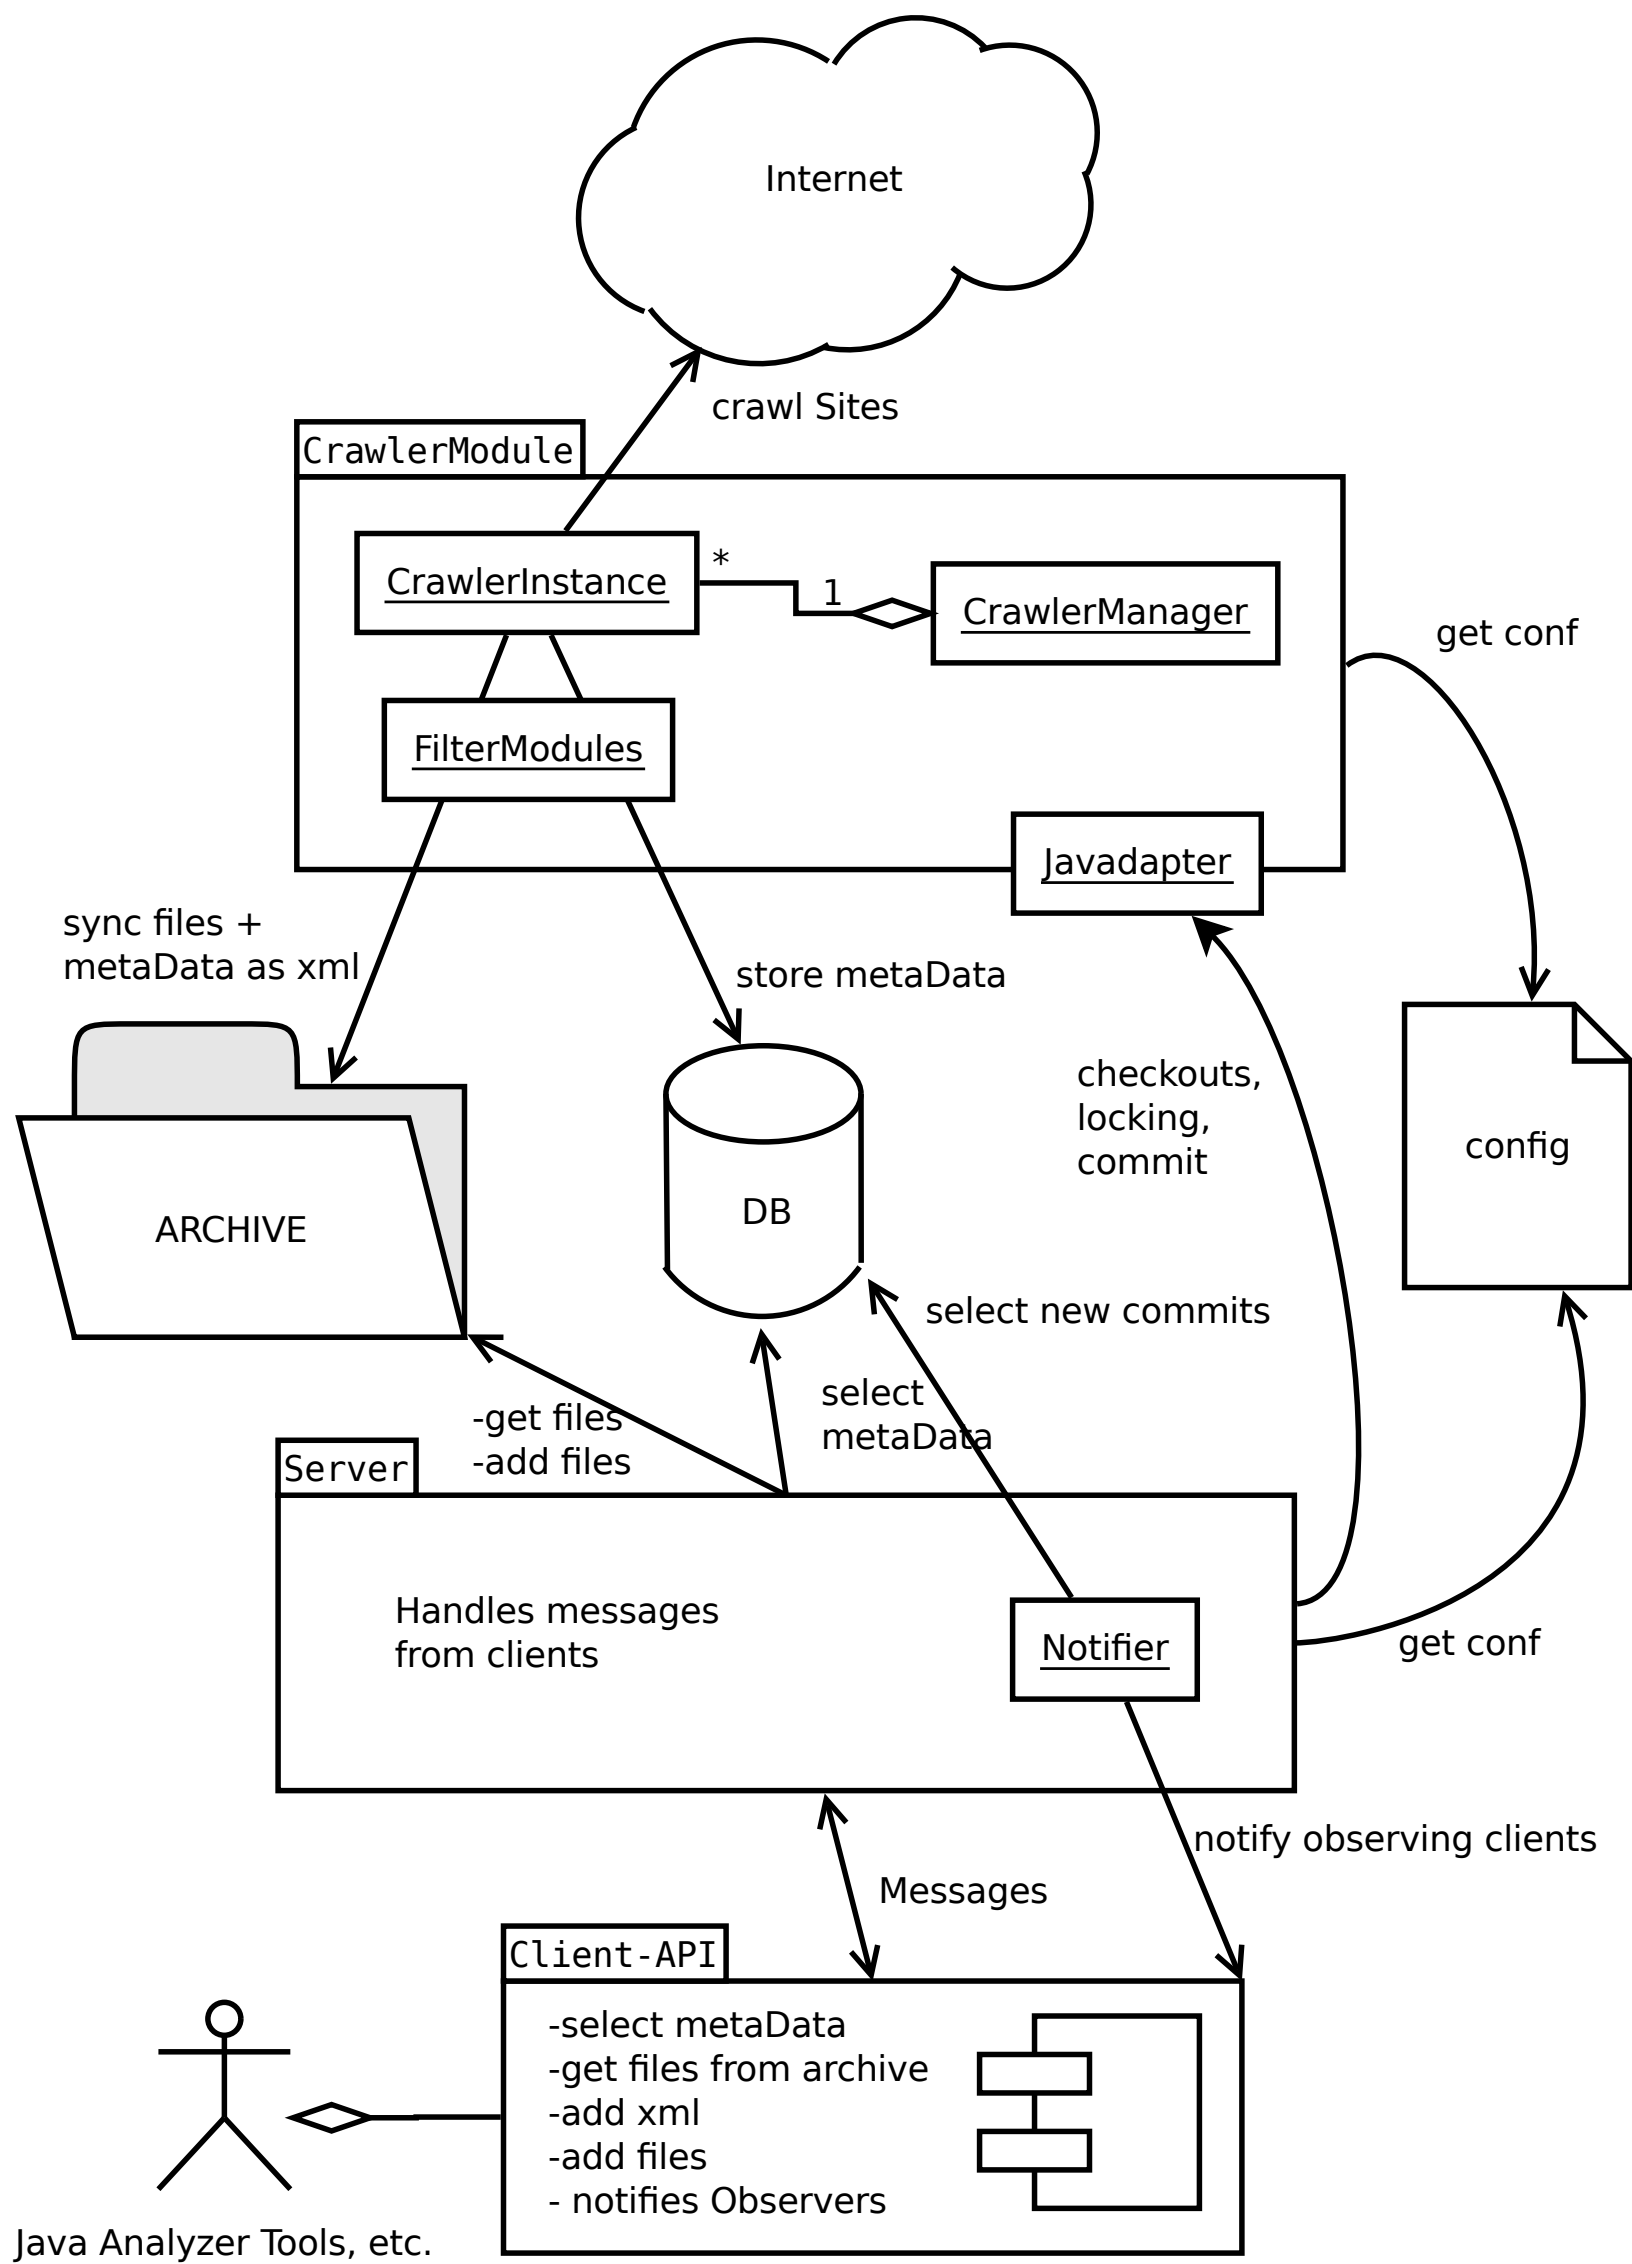 Internet
crawl Sites
CrawlerModule
CrawlerInstance
*
1
CrawlerManager
get conf
FilterModules
Javadapter
sync files +
metaData as xml
store metaData
checkouts,
locking,
commit
config
ARCHIVE
DB
select new commits
select
metaData
-get files
-add files
Server
Handles messages
from clients
Notifier
get conf
notify observing clients
Messages
Client-API
-select metaData
-get files from archive
-add xml
-add files
- notifies Observers
Java Analyzer Tools, etc.